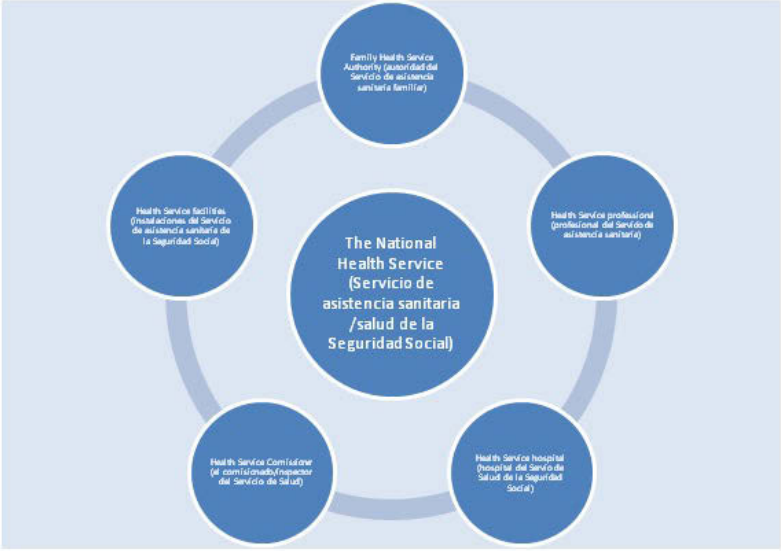 Family Health Service
Authority (autoridad del
Servicio de asistencia
sanitaria familiar)
Health Service professional
(profesional del Servicio de
asistencia sanitaria)
Health Service hospital
(hospital del Servio de
Salud de la Seguridad
Social)
Health Service Comissioner
(el comisionado/inspector
del Servicio de Salud)
Health Service facilities
(instalaciones del Servicio
de asistencia sanitaria de
la Seguridad Social)
The National
Health Service
(Servicio de
asistencia sanitaria
/salud de la
Seguridad Social)